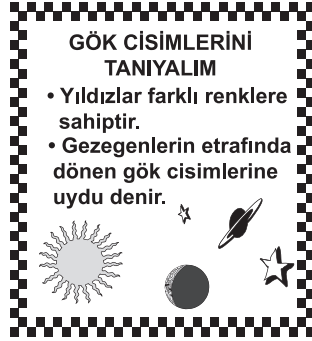 GÖK CİSİMLERİNİ
TANIYALIM
• Yıldızlar farklı renklere
sahiptir.
• Gezegenlerin etrafında
dönen gök cisimlerine
uydu denir.